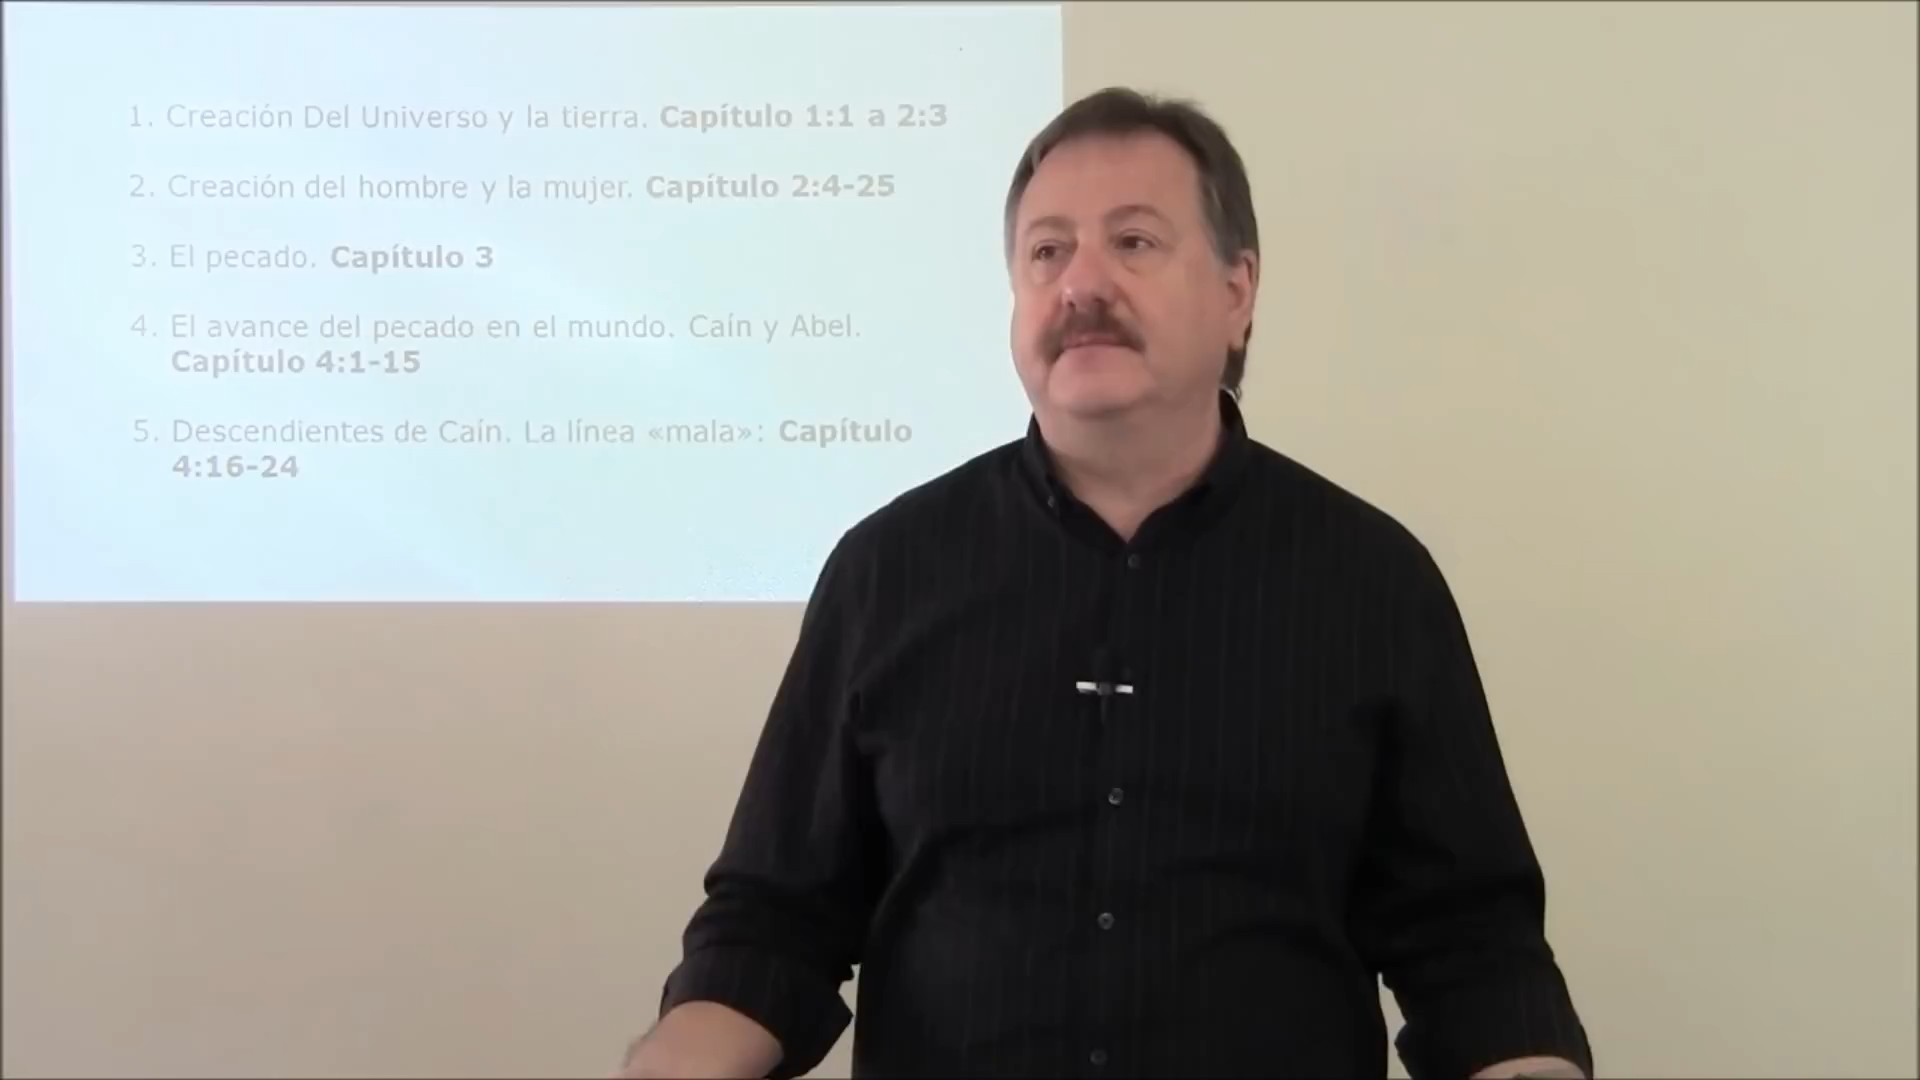 1. Creación Del Universo y la tierra. Capítulo 1:1 a 2:3
2. Creación del hombre y la mujer. Capítulo 2:4-25
3. El pecado. Capítulo 3
4. El avance del pecado en el mundo. Caín y Abel.
Capítulo 4:1-15
5. Descendientes de Caín. La línea «mala»: Capítulo
4:16-24